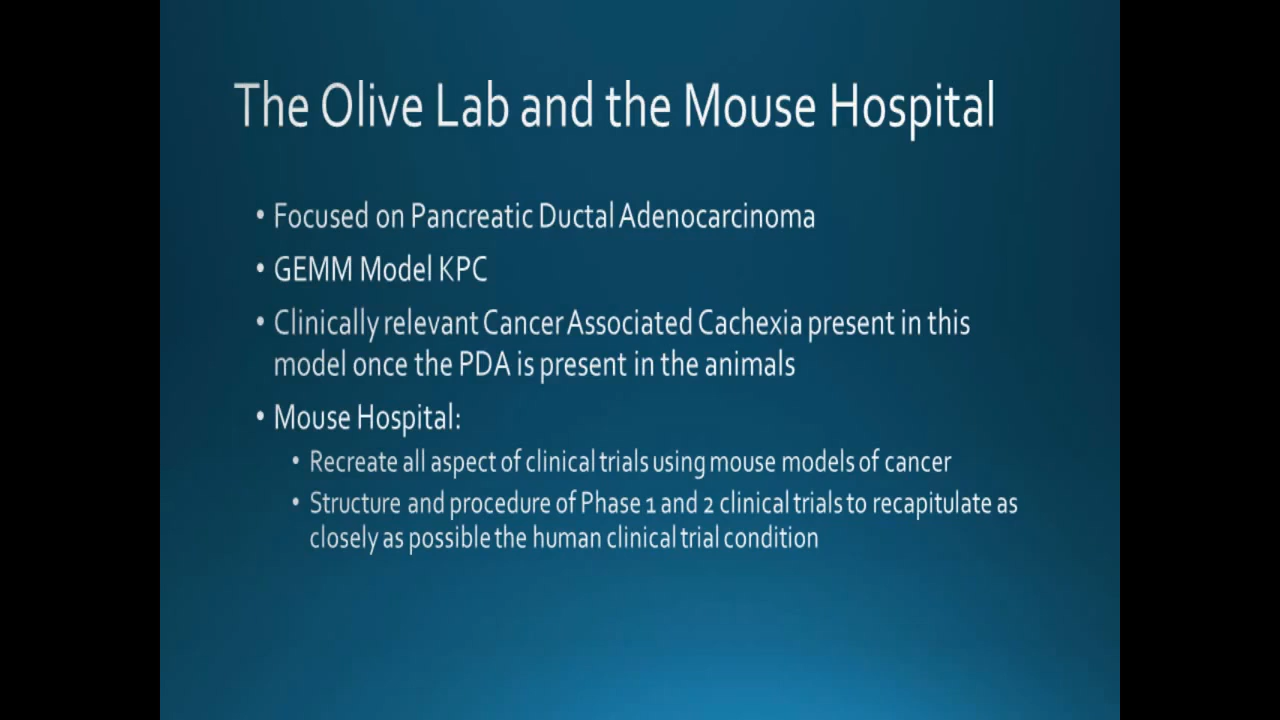 The Olive Lab and the Mouse Hospital
• Focused on Pancreatic Ductal Adenocarcinoma
• GEMM Model KPC
• Clinically relevant Cancer Associated Cachexia present in this
model once the PDA is present in the animals
• Mouse Hospital:
• Recreate all aspect of clinical trials using mouse models of cancer
• Structure and procedure of Phase 1 and 2 clinical trials to recapitulate as
closely as possible the human clinical trial condition